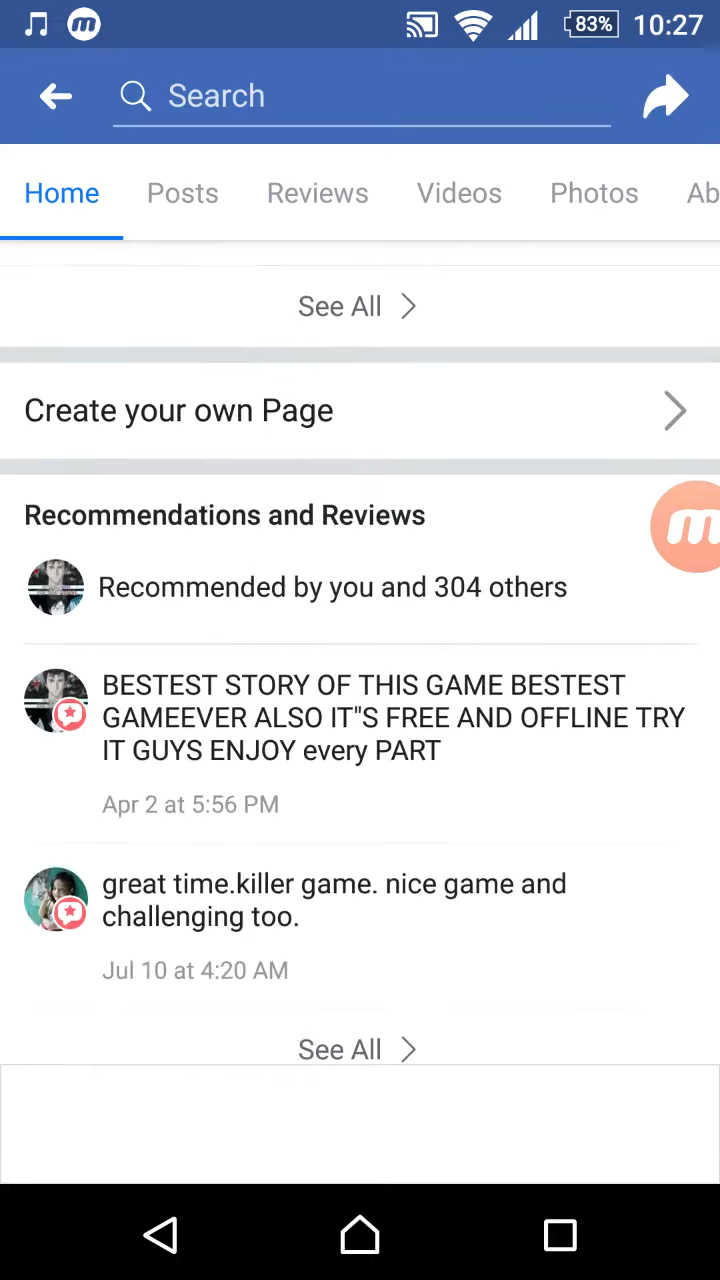 83% 10:27
Search
Home Posts Reviews Videos Photos Ab
See All
Create your own Page
Recommendations and Reviews
Recommended by you and 304 others
BESTEST STORY OF THIS GAME BESTEST
GAMEEVER ALSO IT"S FREE AND OFFLINE TRY
IT GUYS ENJOY every PART
Apr 2 at 5:56 PM
great time.killer game. nice game and
challenging too.
Jul 10 at 4:20 AM
See All